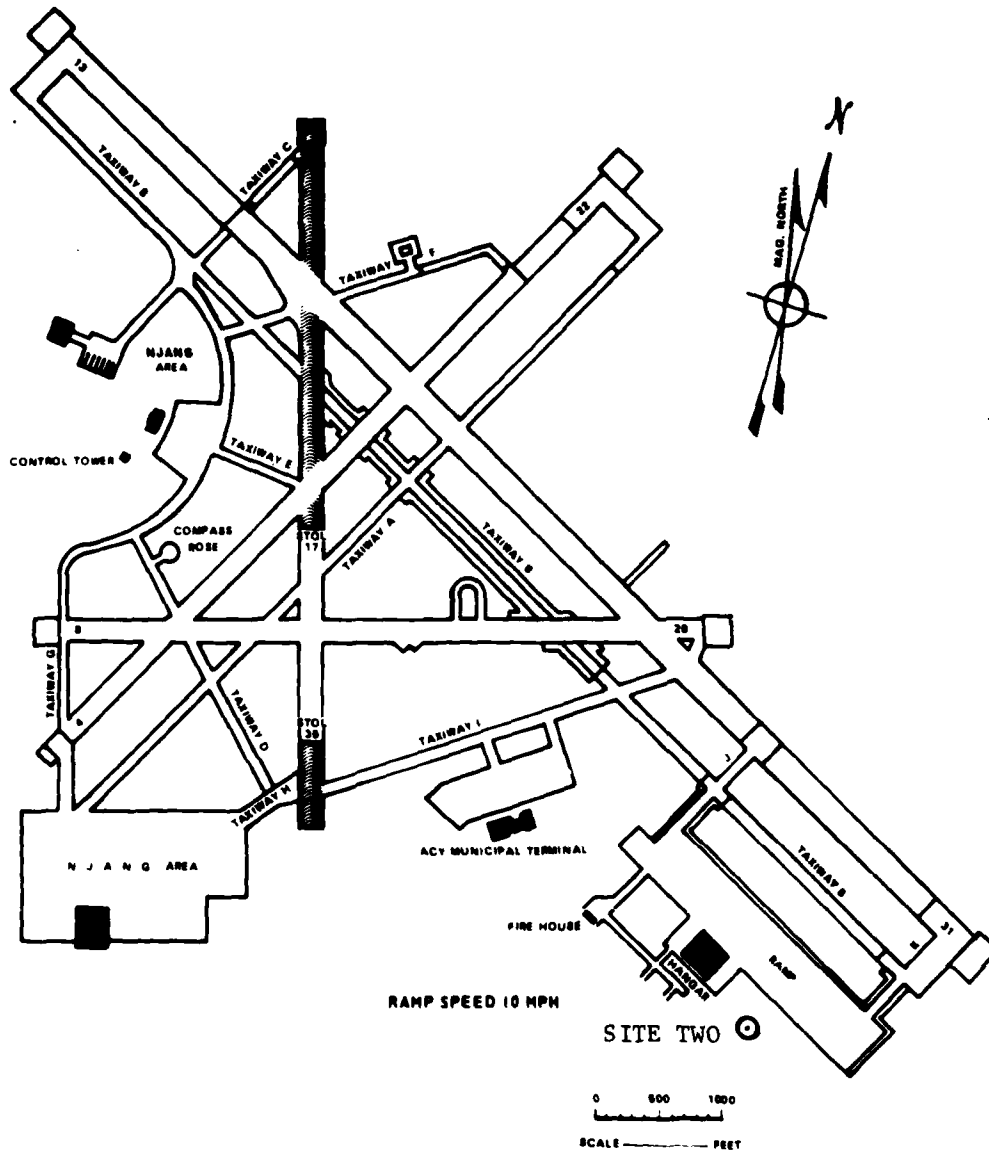 13
TAXIWAY B
TAXIWAY C
N
MAG. NORTH
22
TAXIWAY F
NJANG
AREA
CONTROL TOWER
TAXIWAY E
COMPASS
ROSE
STOL
17
TAXIWAY A
TAXIWAY B
8
26
TAXIWAY G
4
TAXIWAY D
STOL
35
TAXIWAY I
TAXIWAY H
J
ACY MUNICIPAL TERMINAL
NJANG AREA
TAXIWAY B
FIRE HOUSE
31
K
RAMP
HANGAR
RAMP SPEED 10 MPH
SITE TWO
0 500 1000
SCALE FEET